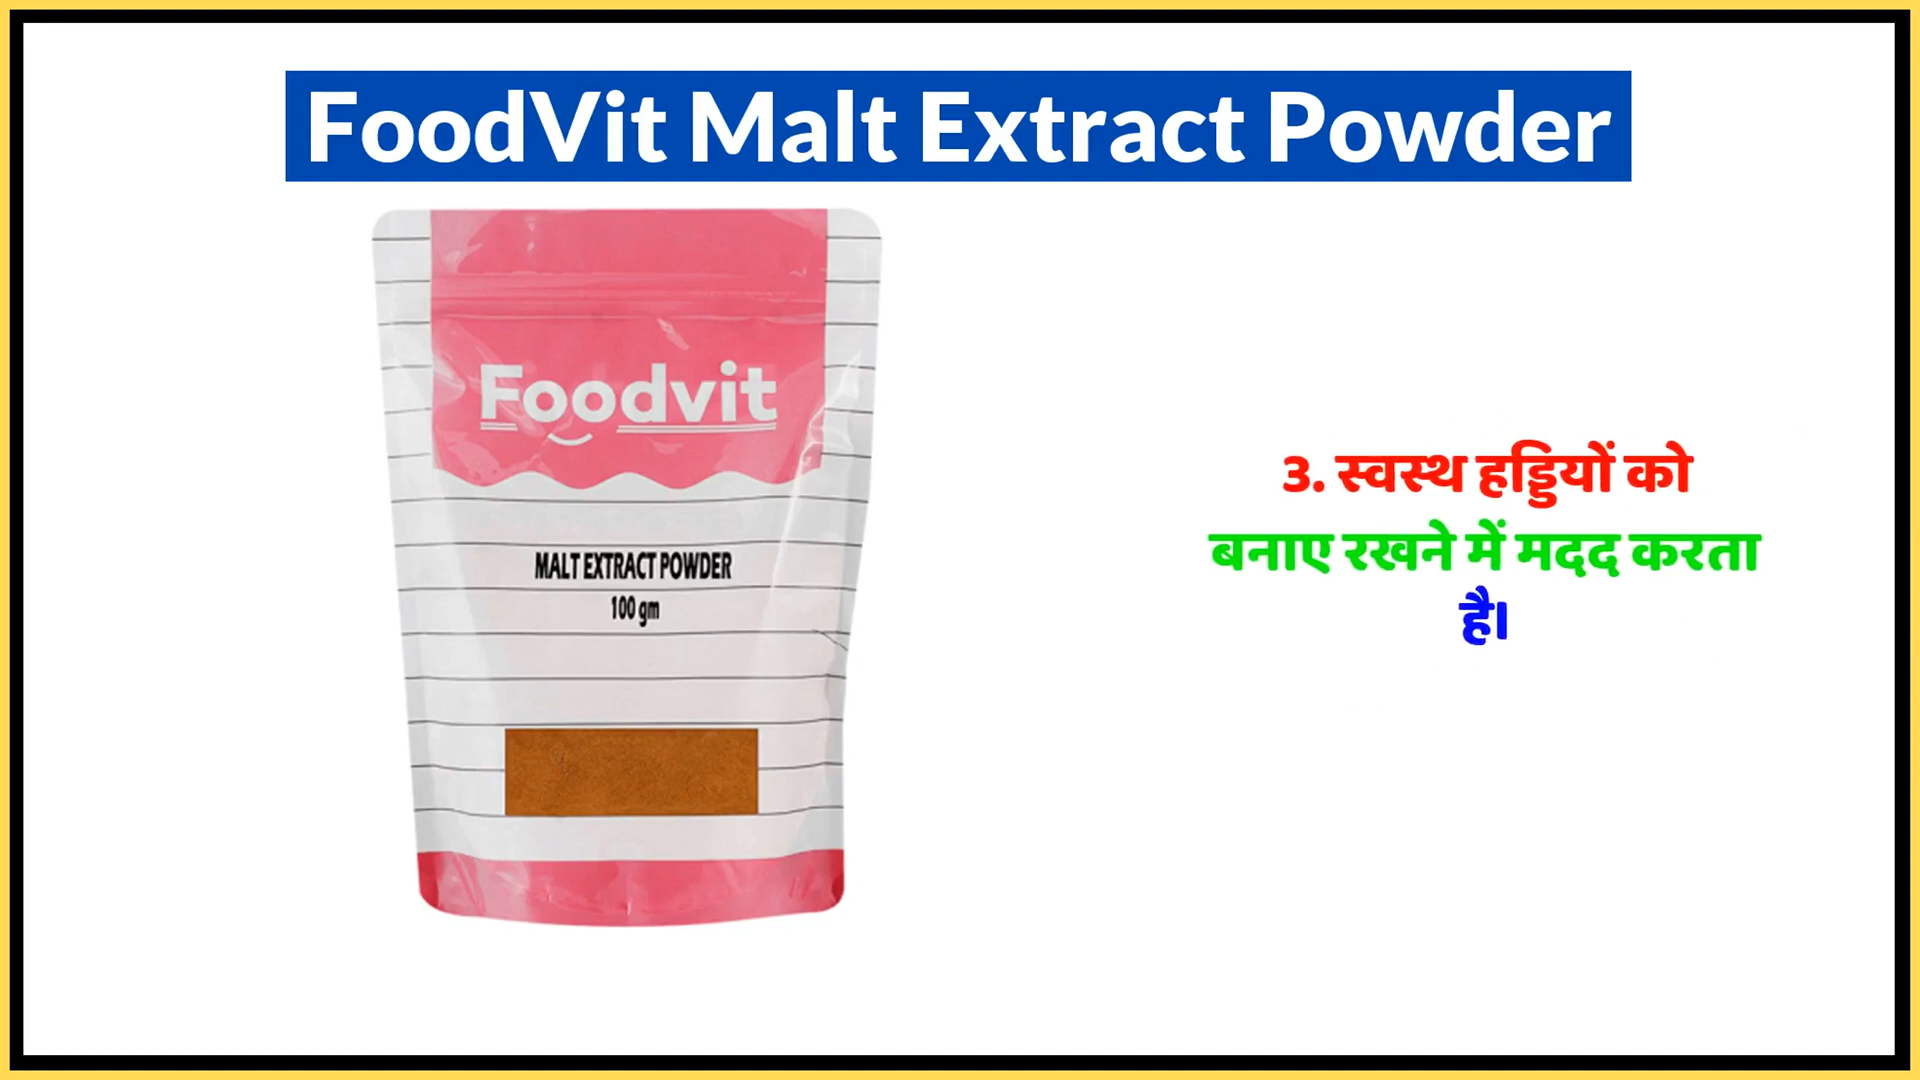 FoodVit Malt Extract Powder
Foodvit
MALT EXTRACT POWDER
100 gm
3. स्वस्थ हड्डियों को
बनाए रखने में मदद करता
है।